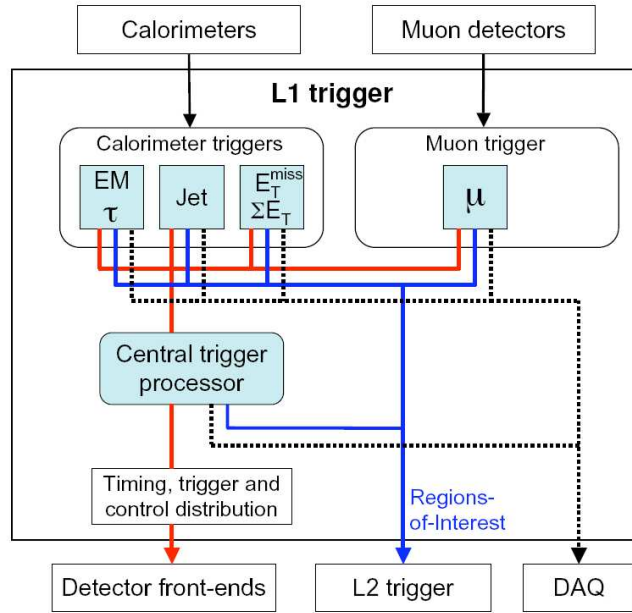 Calorimeters
Muon detectors
L1 trigger
Calorimeter triggers
Muon trigger
EM
τ
Jet
E_T^miss
ΣE_T
μ
Central trigger
processor
Timing, trigger and
control distribution
Regions-
of-Interest
Detector front-ends
L2 trigger
DAQ